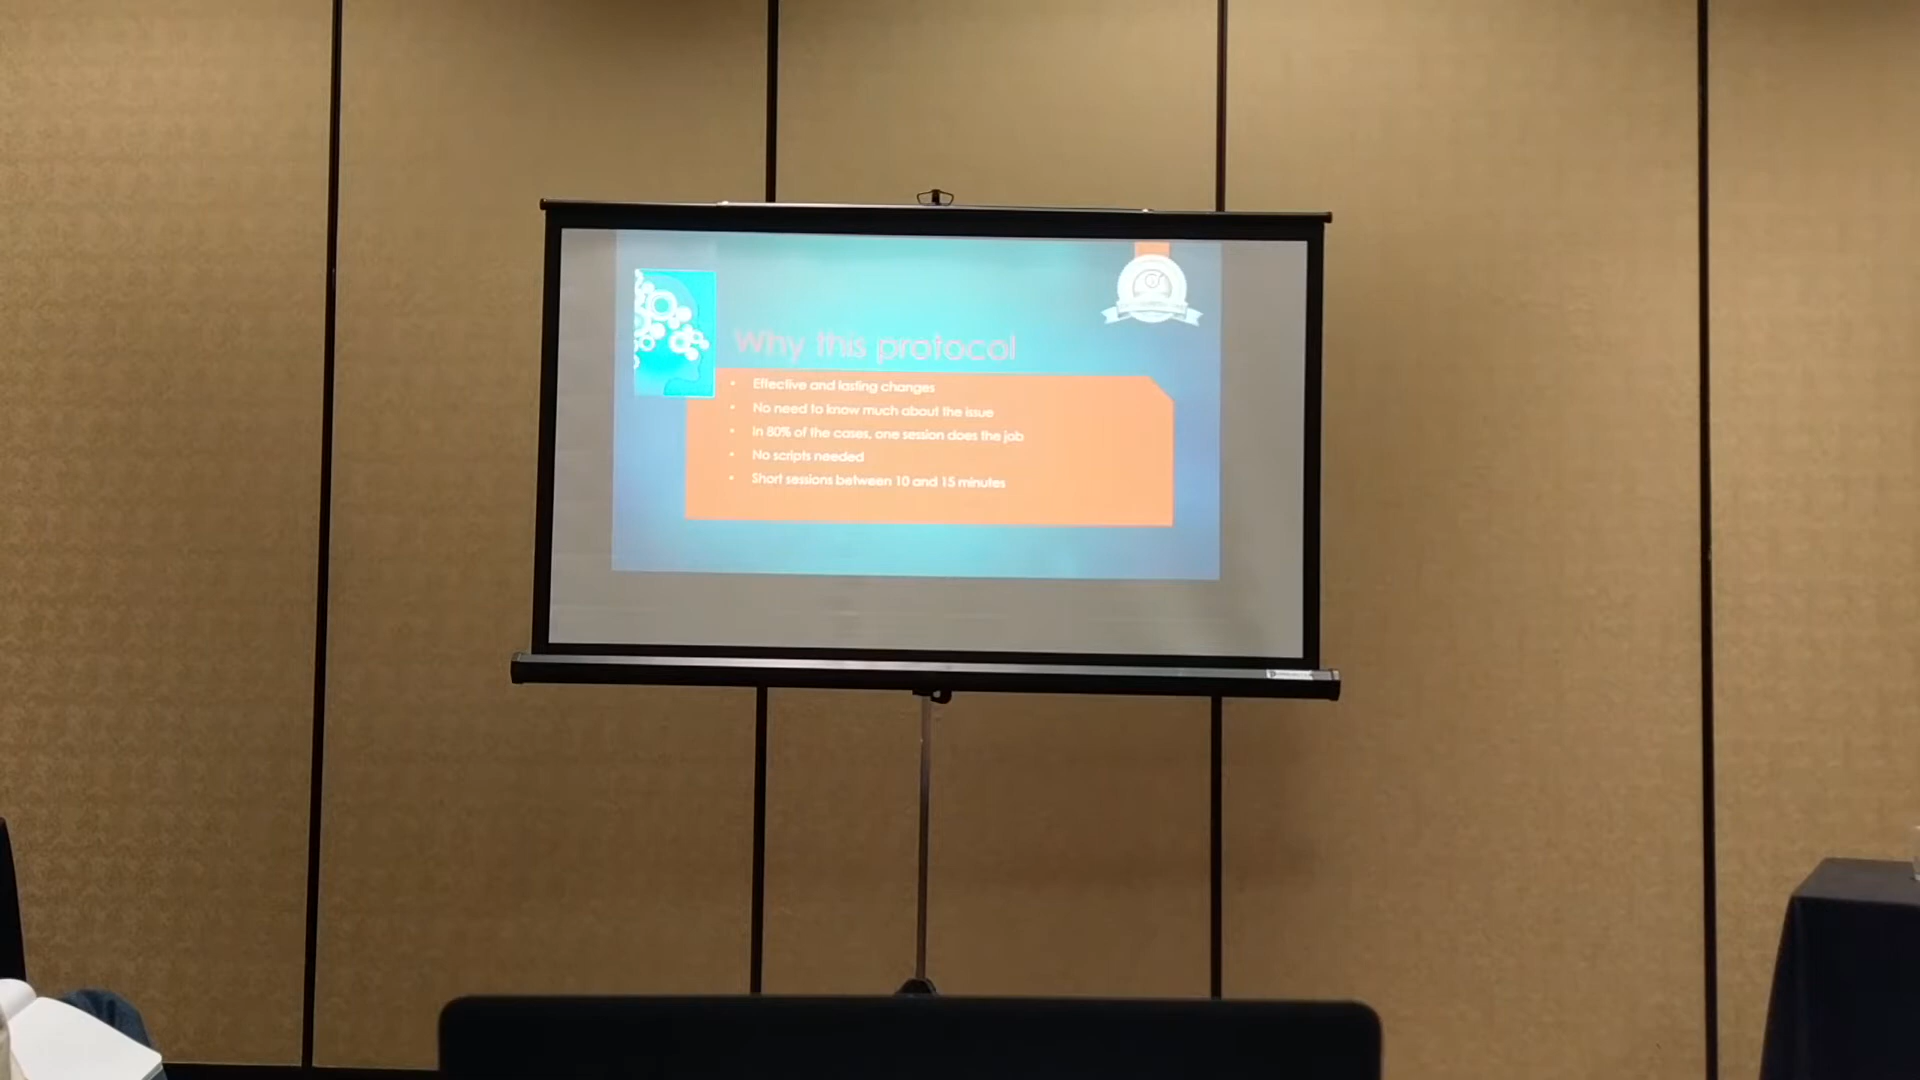 Why this protocol
• Effective and lasting changes
• No need to know much about the issue
• In 80% of the cases, one session does the job
• No scripts needed
• Short sessions between 10 and 15 minutes